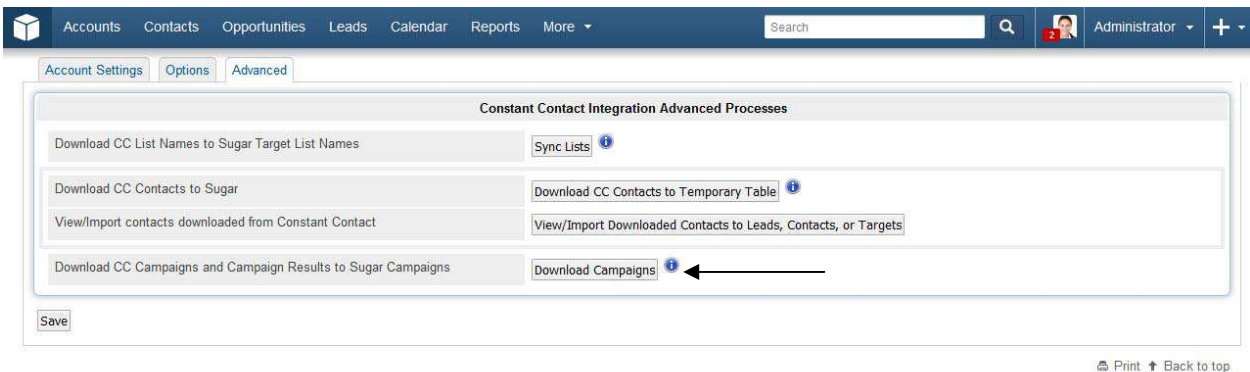 Accounts Contacts Opportunities Leads Calendar Reports More Search 2 Administrator
Account Settings Options Advanced
Constant Contact Integration Advanced Processes
Download CC List Names to Sugar Target List Names Sync Lists
Download CC Contacts to Sugar Download CC Contacts to Temporary Table
View/Import contacts downloaded from Constant Contact View/Import Downloaded Contacts to Leads, Contacts, or Targets
Download CC Campaigns and Campaign Results to Sugar Campaigns Download Campaigns
Save
Print Back to top